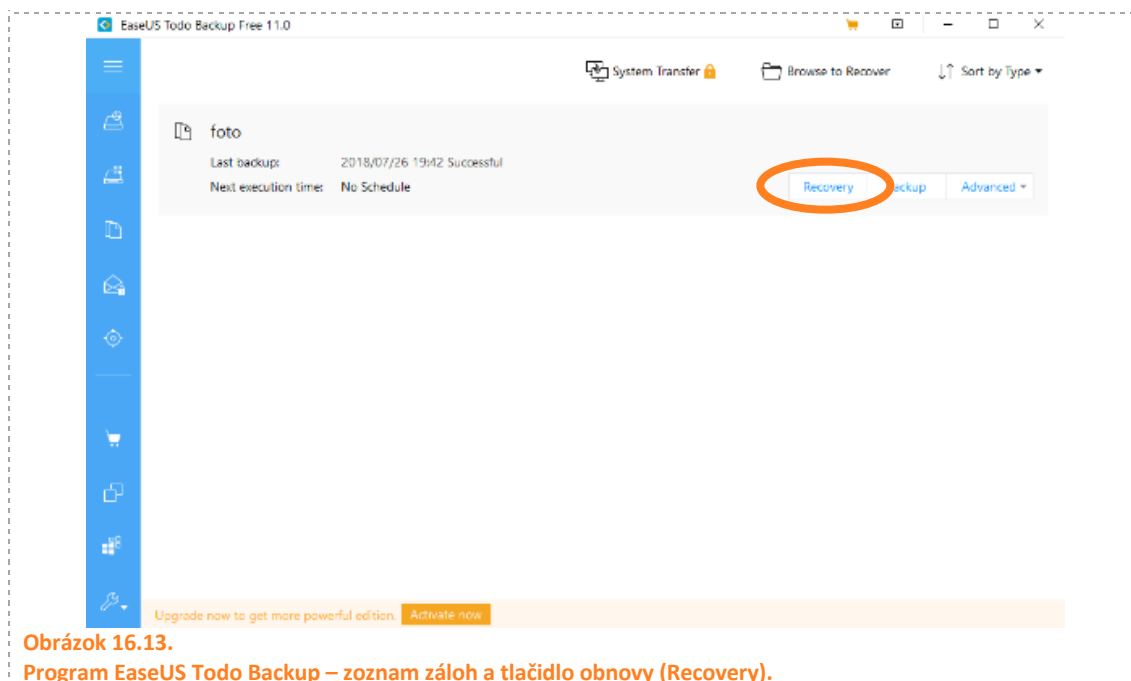 EaseUS Todo Backup Free 11.0
System Transfer Browse to Recover Sort by Type
foto
Last backup: 2018/07/26 19:42 Successful
Next execution time: No Schedule
Recovery ackup Advanced
Upgrade now to get more powerful edition. Activate now
Obrázok 16.13.
Program EaseUS Todo Backup – zoznam záloh a tlačidlo obnovy (Recovery).